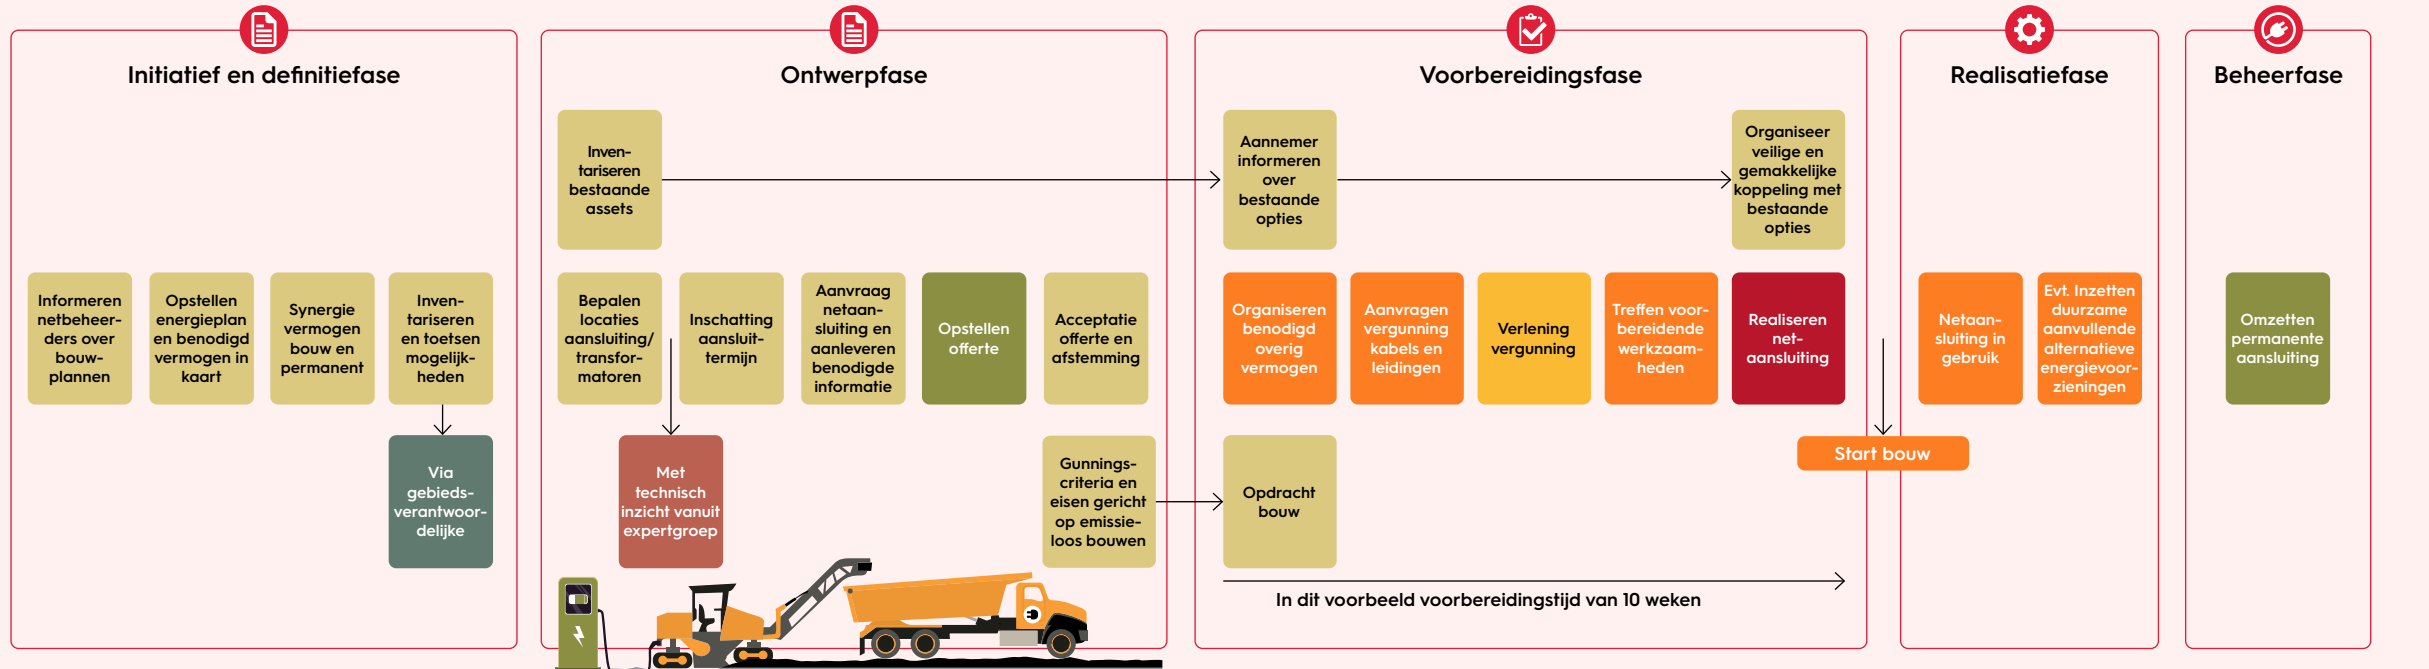 Initiatief en definitiefase
Informeren
netbeheer-
ders over
bouw-
plannen
Opstellen
energieplan
en benodigd
vermogen in
kaart
Synergie
vermogen
bouw en
permanent
Inven-
tariseren
en toetsen
mogelijk-
heden
Via
gebieds-
verantwoor-
delijke
Ontwerpfase
Inven-
tariseren
bestaande
assets
Bepalen
locaties
aansluiting/
transfor-
matoren
Inschatting
aansluit-
termijn
Aanvraag
netaan-
sluiting en
aanleveren
benodigde
informatie
Opstellen
offerte
Acceptatie
offerte en
afstemming
Met
technisch
inzicht vanuit
expertgroep
Gunnings-
criteria en
eisen gericht
op emissie-
loos bouwen
Voorbereidingsfase
Aannemer
informeren
over
bestaande
opties
Organiseer
veilige en
gemakkelijke
koppeling met
bestaande
opties
Organiseren
benodigd
overig
vermogen
Aanvragen
vergunning
kabels en
leidingen
Verlening
vergunning
Treffen voor-
bereidende
werkzaam-
heden
Realiseren
net-
aansluiting
Opdracht
bouw
In dit voorbeeld voorbereidingstijd van 10 weken
Start bouw
Realisatiefase
Netaan-
sluiting in
gebruik
Evt. Inzetten
duurzame
aanvullende
alternatieve
energievoor-
zieningen
Beheerfase
Omzetten
permanente
aansluiting